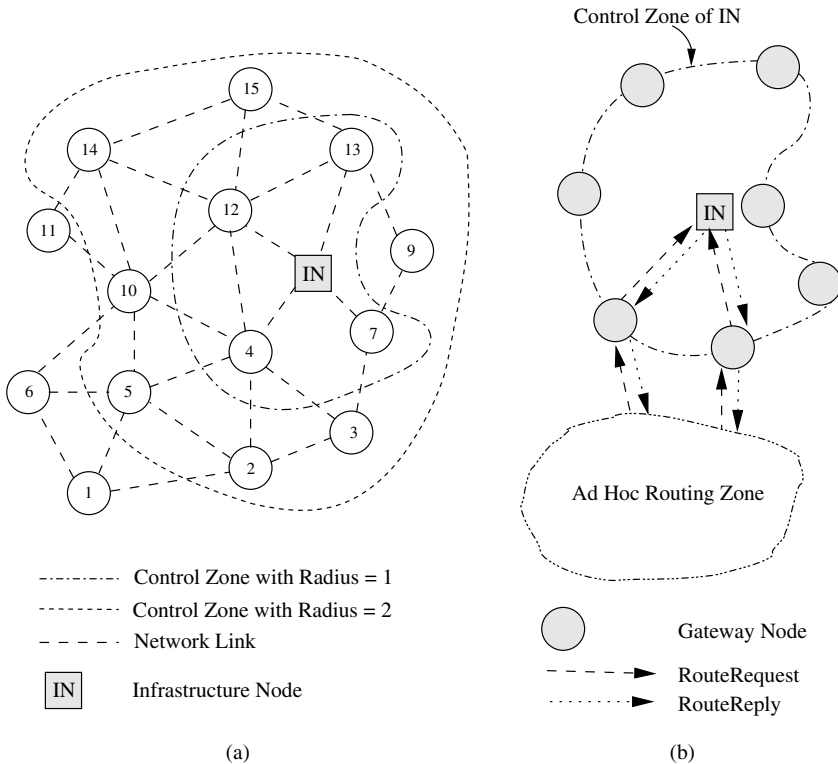 Control Zone of IN
15
14
13
12
11
9
IN
10
7
4
6
5
3
2
1
IN
Ad Hoc Routing Zone
Control Zone with Radius = 1
Control Zone with Radius = 2
Network Link
IN Infrastructure Node
Gateway Node
RouteRequest
RouteReply
(a)
(b)